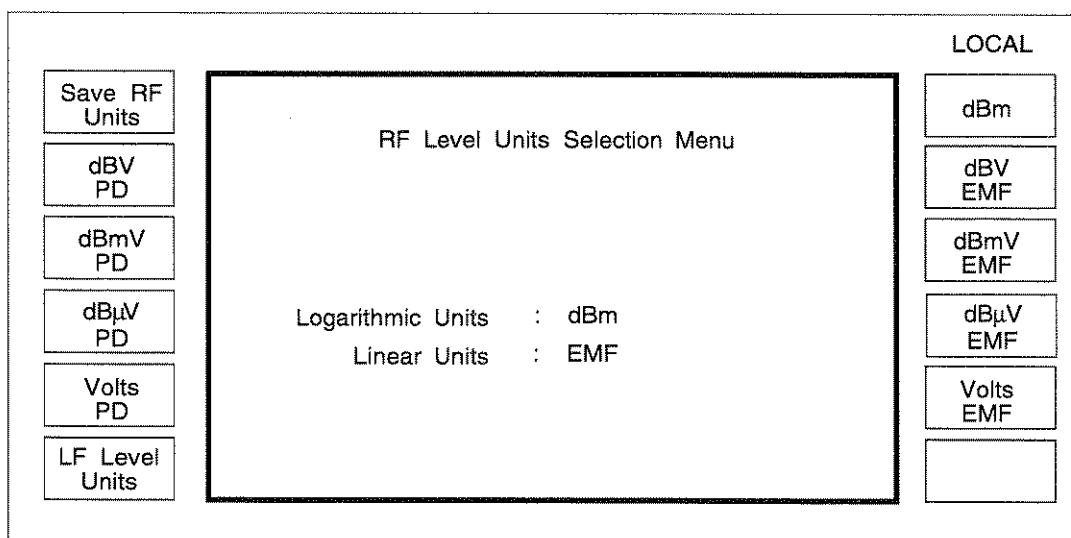 LOCAL
Save RF
Units
dBV
PD
dBmV
PD
dBµV
PD
Volts
PD
LF Level
Units
RF Level Units Selection Menu
Logarithmic Units : dBm
Linear Units : EMF
dBm
dBV
EMF
dBmV
EMF
dBµV
EMF
Volts
EMF